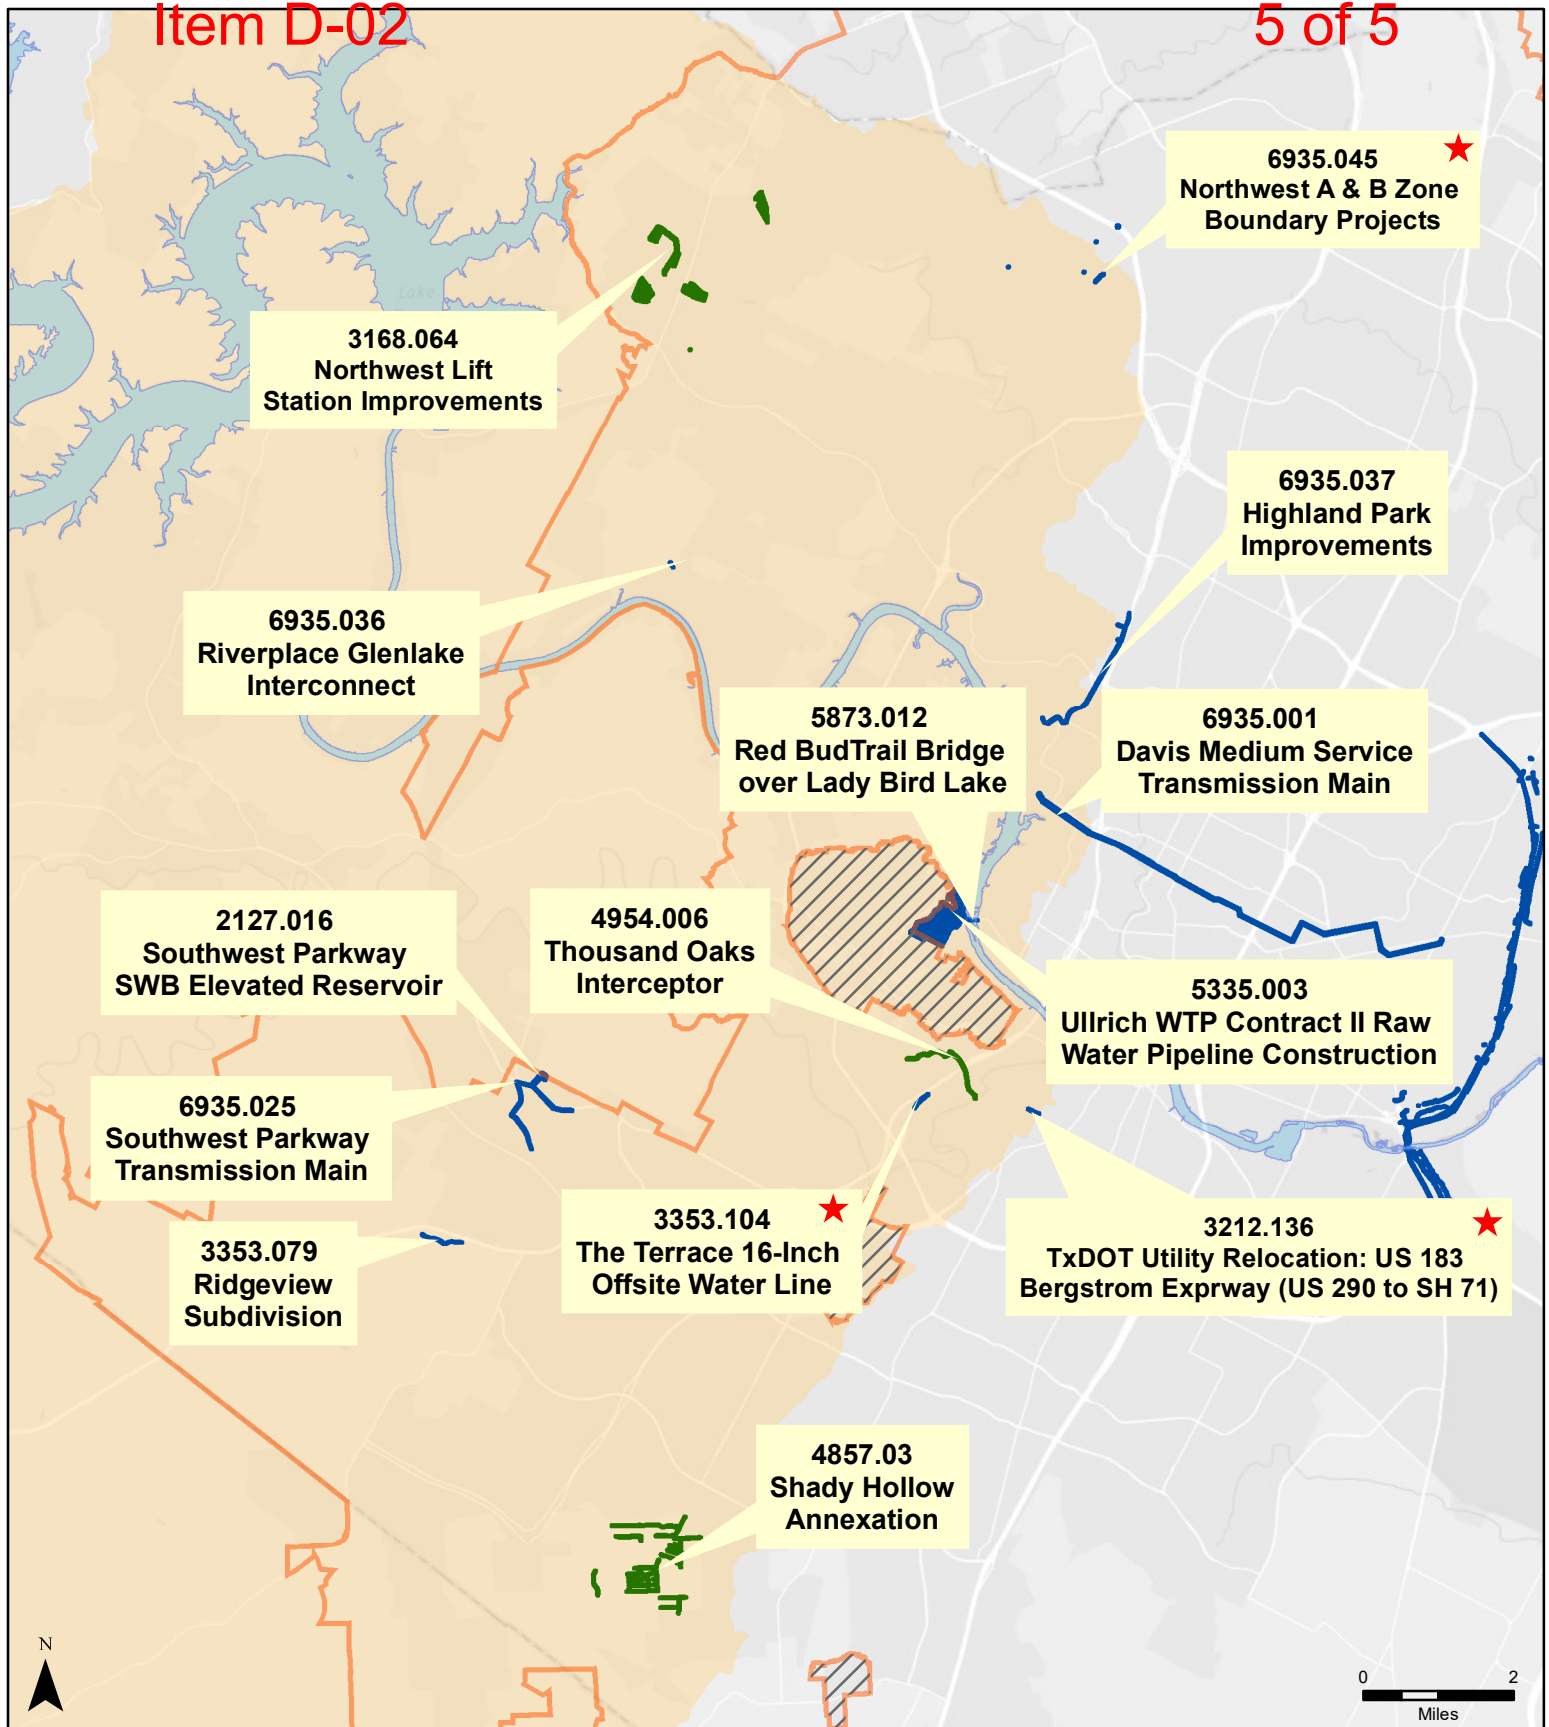 Item D-02
5 of 5
6935.045
Northwest A & B Zone
Boundary Projects
Lake
3168.064
Northwest Lift
Station Improvements
6935.037
Highland Park
Improvements
6935.036
Riverplace Glenlake
Interconnect
5873.012
Red BudTrail Bridge
over Lady Bird Lake
6935.001
Davis Medium Service
Transmission Main
2127.016
Southwest Parkway
SWB Elevated Reservoir
4954.006
Thousand Oaks
Interceptor
5335.003
Ullrich WTP Contract II Raw
Water Pipeline Construction
6935.025
Southwest Parkway
Transmission Main
3353.104
The Terrace 16-Inch
Offsite Water Line
3212.136
TxDOT Utility Relocation: US 183
Bergstrom Exprway (US 290 to SH 71)
3353.079
Ridgeview
Subdivision
4857.03
Shady Hollow
Annexation
N
0 2
Miles